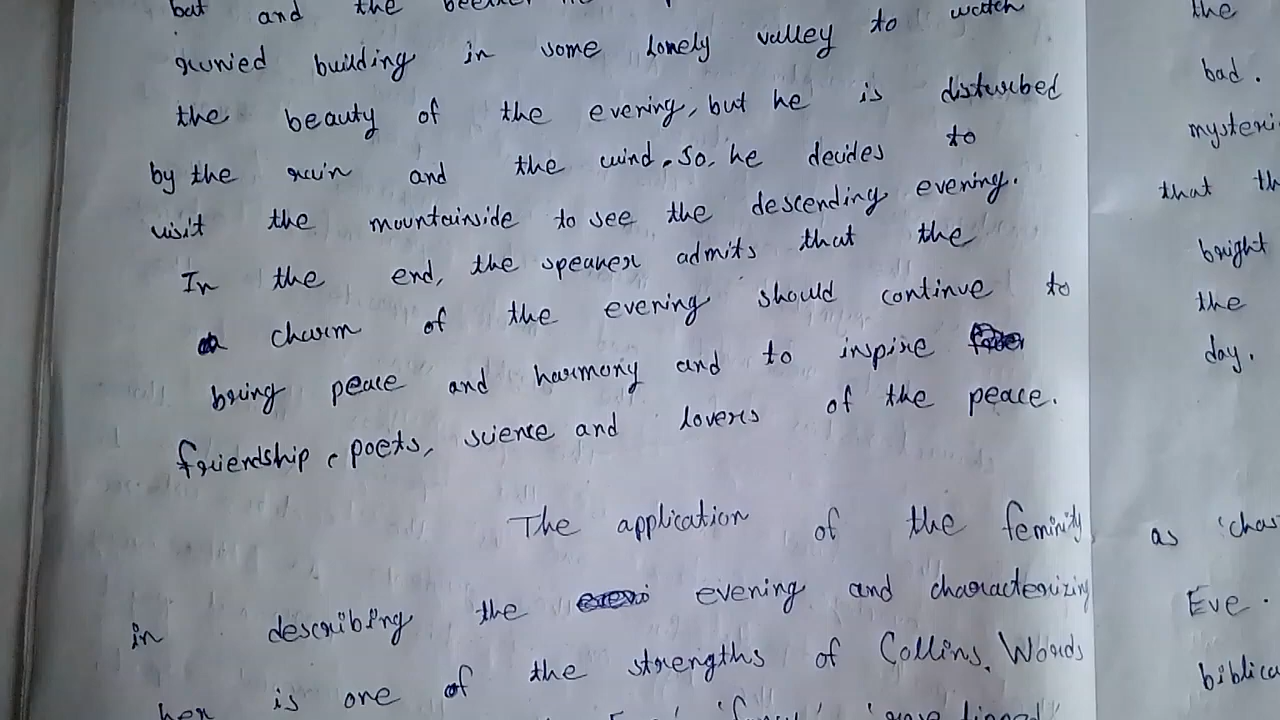 but and the
ruined building in some lonely valley to watch
the beauty of the evening, but he is disturbed
by the rain and the wind. So, he decides to
visit the mountainside to see the descending evening.
In the end, the speaker admits that the
charm of the evening should continue to
bring peace and harmony and to inspire
friendship, poets, science and lovers of the peace.
The application of the feminity
in describing the evening and characterizing
her is one of the strengths of Collins. Words
the
bad.
that
bright
the
day.
as
Eve.